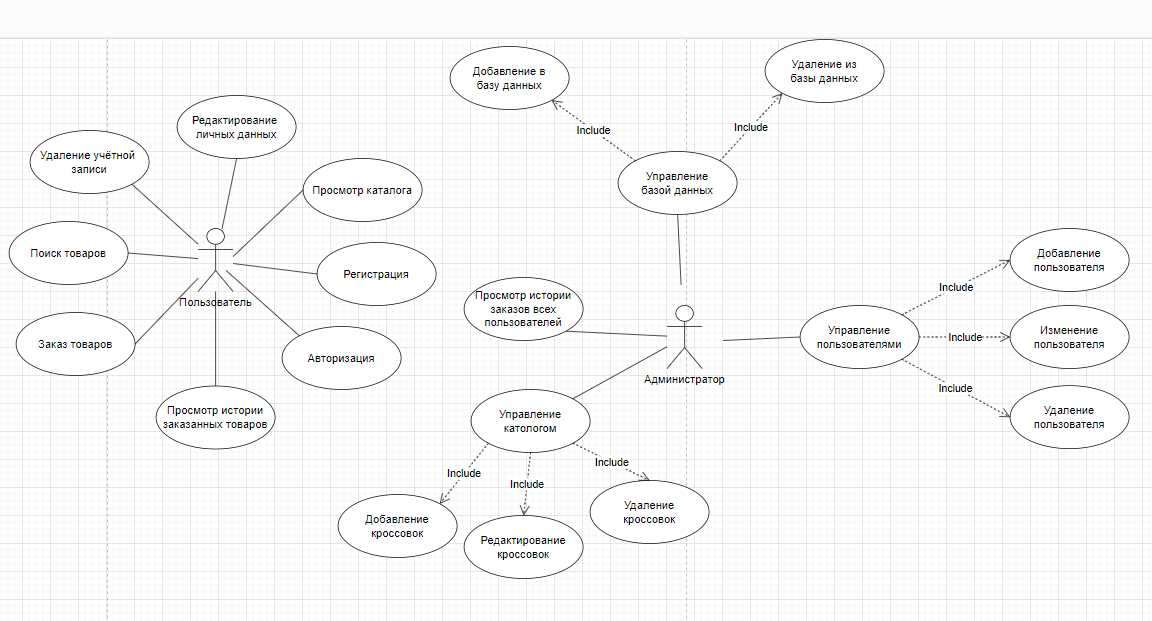 Добавление в
базу данных
Удаление из
базы данных
Include
Include
Редактирование
личных данных
Удаление учётной
записи
Просмотр каталога
Управление
базой данных
Поиск товаров
Регистрация
Пользователь
Заказ товаров
Авторизация
Просмотр истории
заказанных товаров
Просмотр истории
заказов всех
пользователей
Администратор
Управление
пользователями
Include
Добавление
пользователя
Include
Изменение
пользователя
Include
Удаление
пользователя
Управление
катологом
Include
Include
Include
Добавление
кроссовок
Редактирование
кроссовок
Удаление
кроссовок